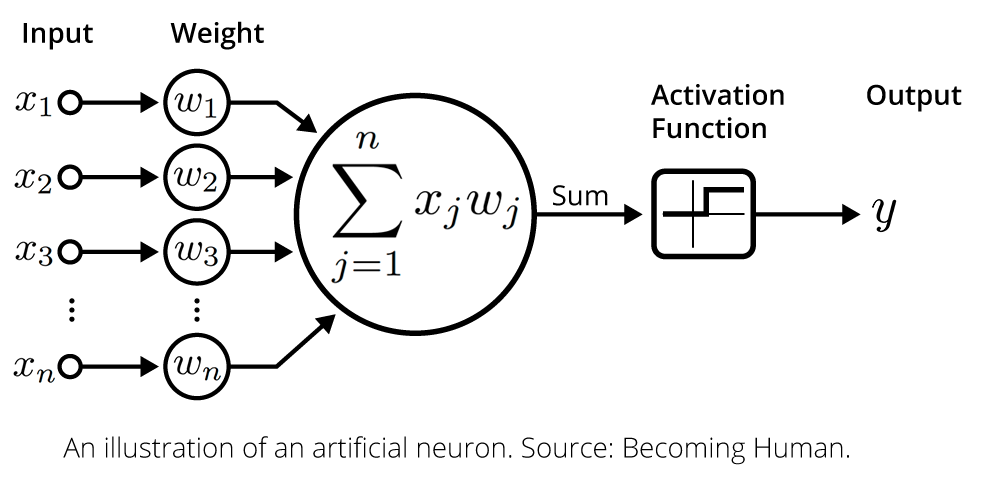 Input Weight
Activation Function Output
x₁ w₁
x₂ w₂
x₃ w₃
⋮ ⋮
xₙ wₙ
n
∑ xⱼwⱼ
j=1
Sum
y
An illustration of an artificial neuron. Source: Becoming Human.